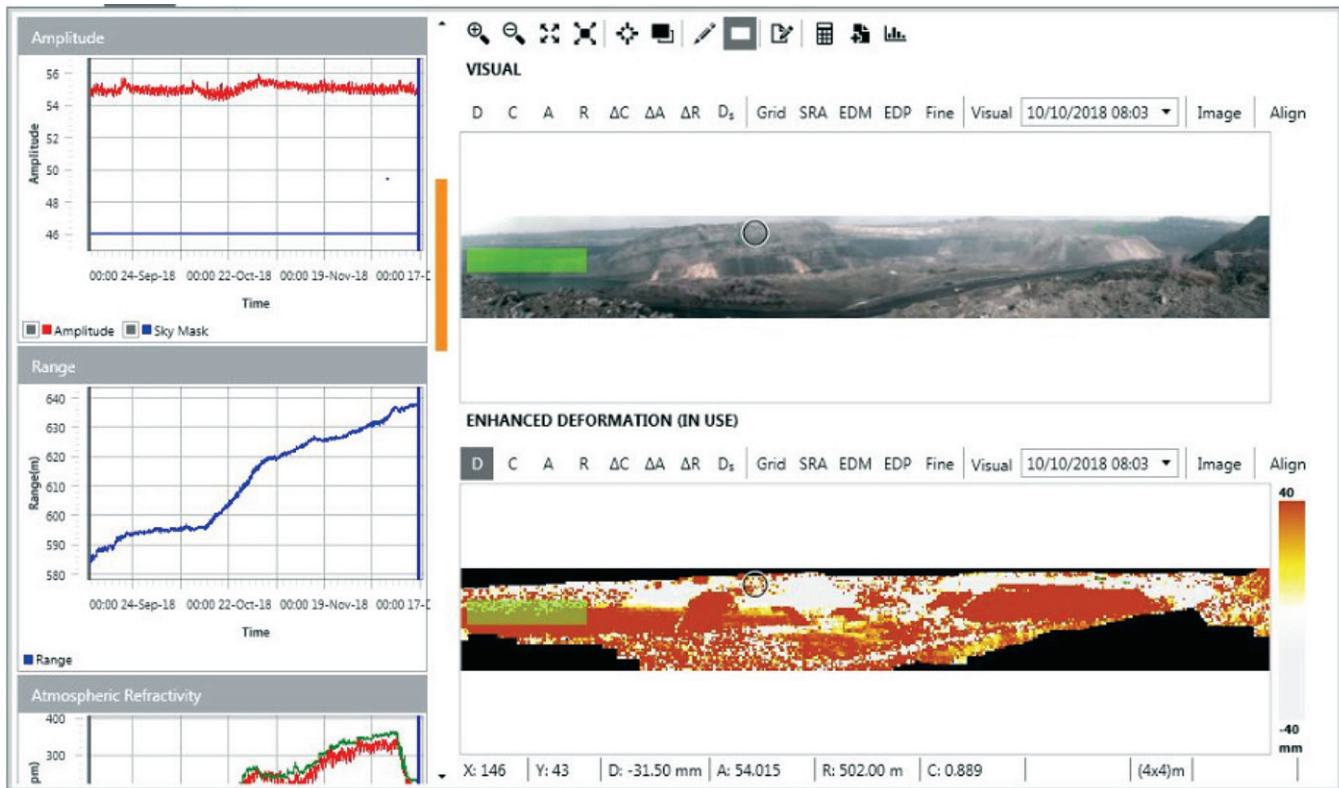 Amplitude
56
54
52
50
48
46
Amplitude
00:00 24-Sep-18 00:00 22-Oct-18 00:00 19-Nov-18 00:00 17-D
Time
Amplitude Sky Mask
Range
640
630
620
610
600
590
580
Range(m)
00:00 24-Sep-18 00:00 22-Oct-18 00:00 19-Nov-18 00:00 17-D
Time
Range
Atmospheric Refractivity
400
300
pm)
VISUAL
D C A R ΔC ΔA ΔR Ds Grid SRA EDM EDP Fine Visual 10/10/2018 08:03 Image Align
ENHANCED DEFORMATION (IN USE)
D C A R ΔC ΔA ΔR Ds Grid SRA EDM EDP Fine Visual 10/10/2018 08:03 Image Align
40
-40
mm
X: 146 Y: 43 D: -31.50 mm A: 54.015 R: 502.00 m C: 0.889 (4x4)m